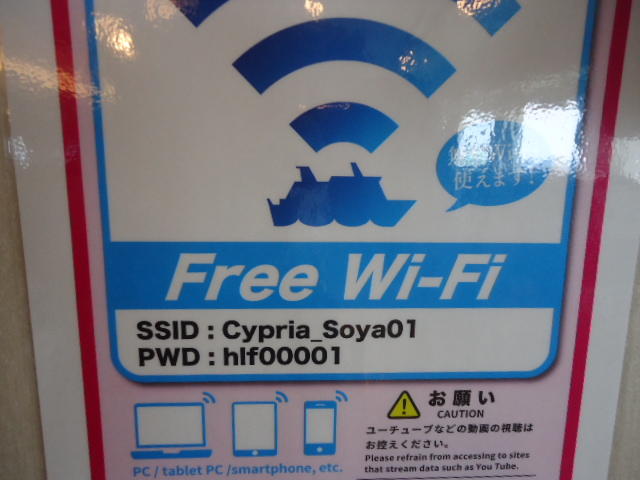 使えます!
Free Wi-Fi
SSID : Cypria_Soya01
PWD : hlf00001
お願い
CAUTION
ユーチューブなどの動画の視聴は
お控えください。
Please refrain from accessing to sites
that stream data such as You Tube.
PC / tablet PC /smartphone, etc.